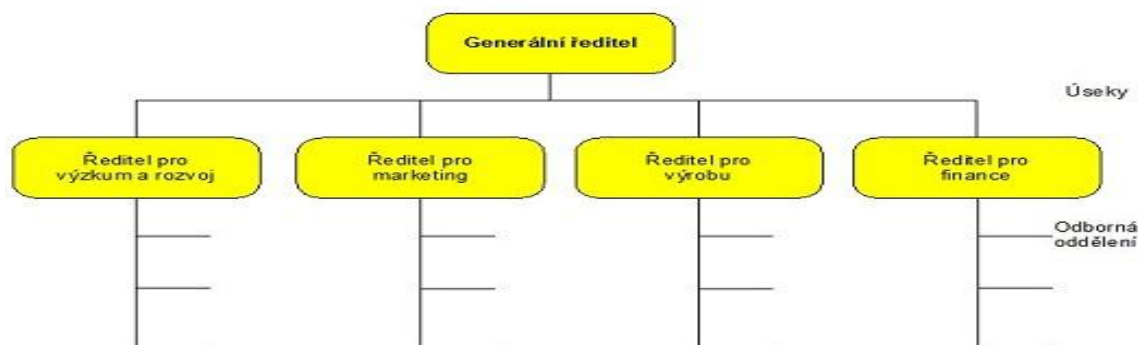 Generální ředitel
Úseky
Ředitel pro
výzkum a rozvoj
Ředitel pro
marketing
Ředitel pro
výrobu
Ředitel pro
finance
Odborná
oddělení